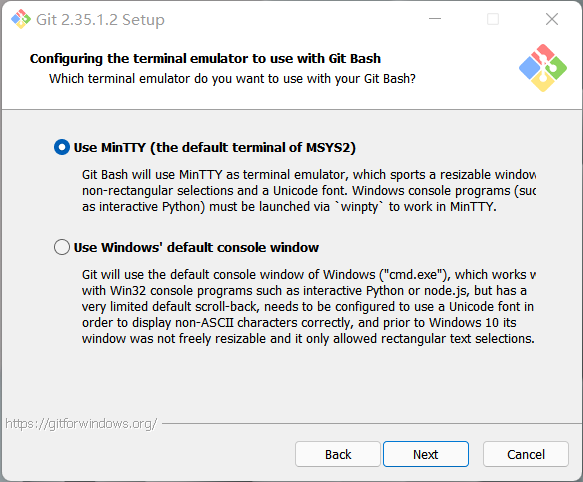 Git 2.35.1.2 Setup
Configuring the terminal emulator to use with Git Bash
Which terminal emulator do you want to use with your Git Bash?
Use MinTTY (the default terminal of MSYS2)
Git Bash will use MinTTY as terminal emulator, which sports a resizable window
non-rectangular selections and a Unicode font. Windows console programs (suc
as interactive Python) must be launched via `winpty` to work in MinTTY.
Use Windows' default console window
Git will use the default console window of Windows ("cmd.exe"), which works w
with Win32 console programs such as interactive Python or node.js, but has a
very limited default scroll-back, needs to be configured to use a Unicode font in
order to display non-ASCII characters correctly, and prior to Windows 10 its
window was not freely resizable and it only allowed rectangular text selections.
https://gitforwindows.org/
Back
Next
Cancel